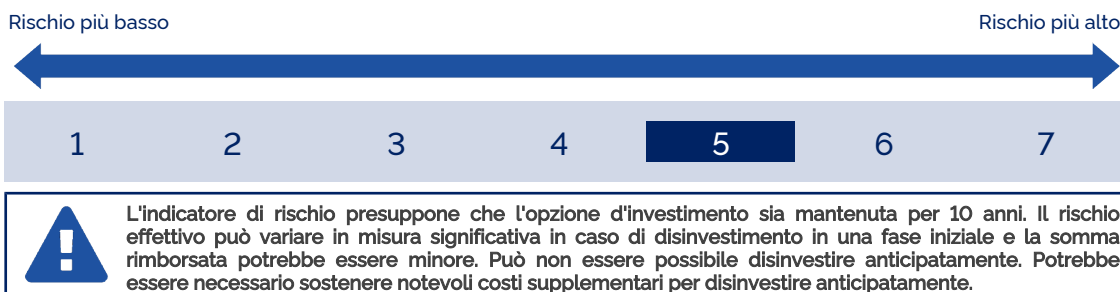 Rischio più basso Rischio più alto
1 2 3 4 5 6 7
L'indicatore di rischio presuppone che l'opzione d'investimento sia mantenuta per 10 anni. Il rischio
effettivo può variare in misura significativa in caso di disinvestimento in una fase iniziale e la somma
rimborsata potrebbe essere minore. Può non essere possibile disinvestire anticipatamente. Potrebbe
essere necessario sostenere notevoli costi supplementari per disinvestire anticipatamente.